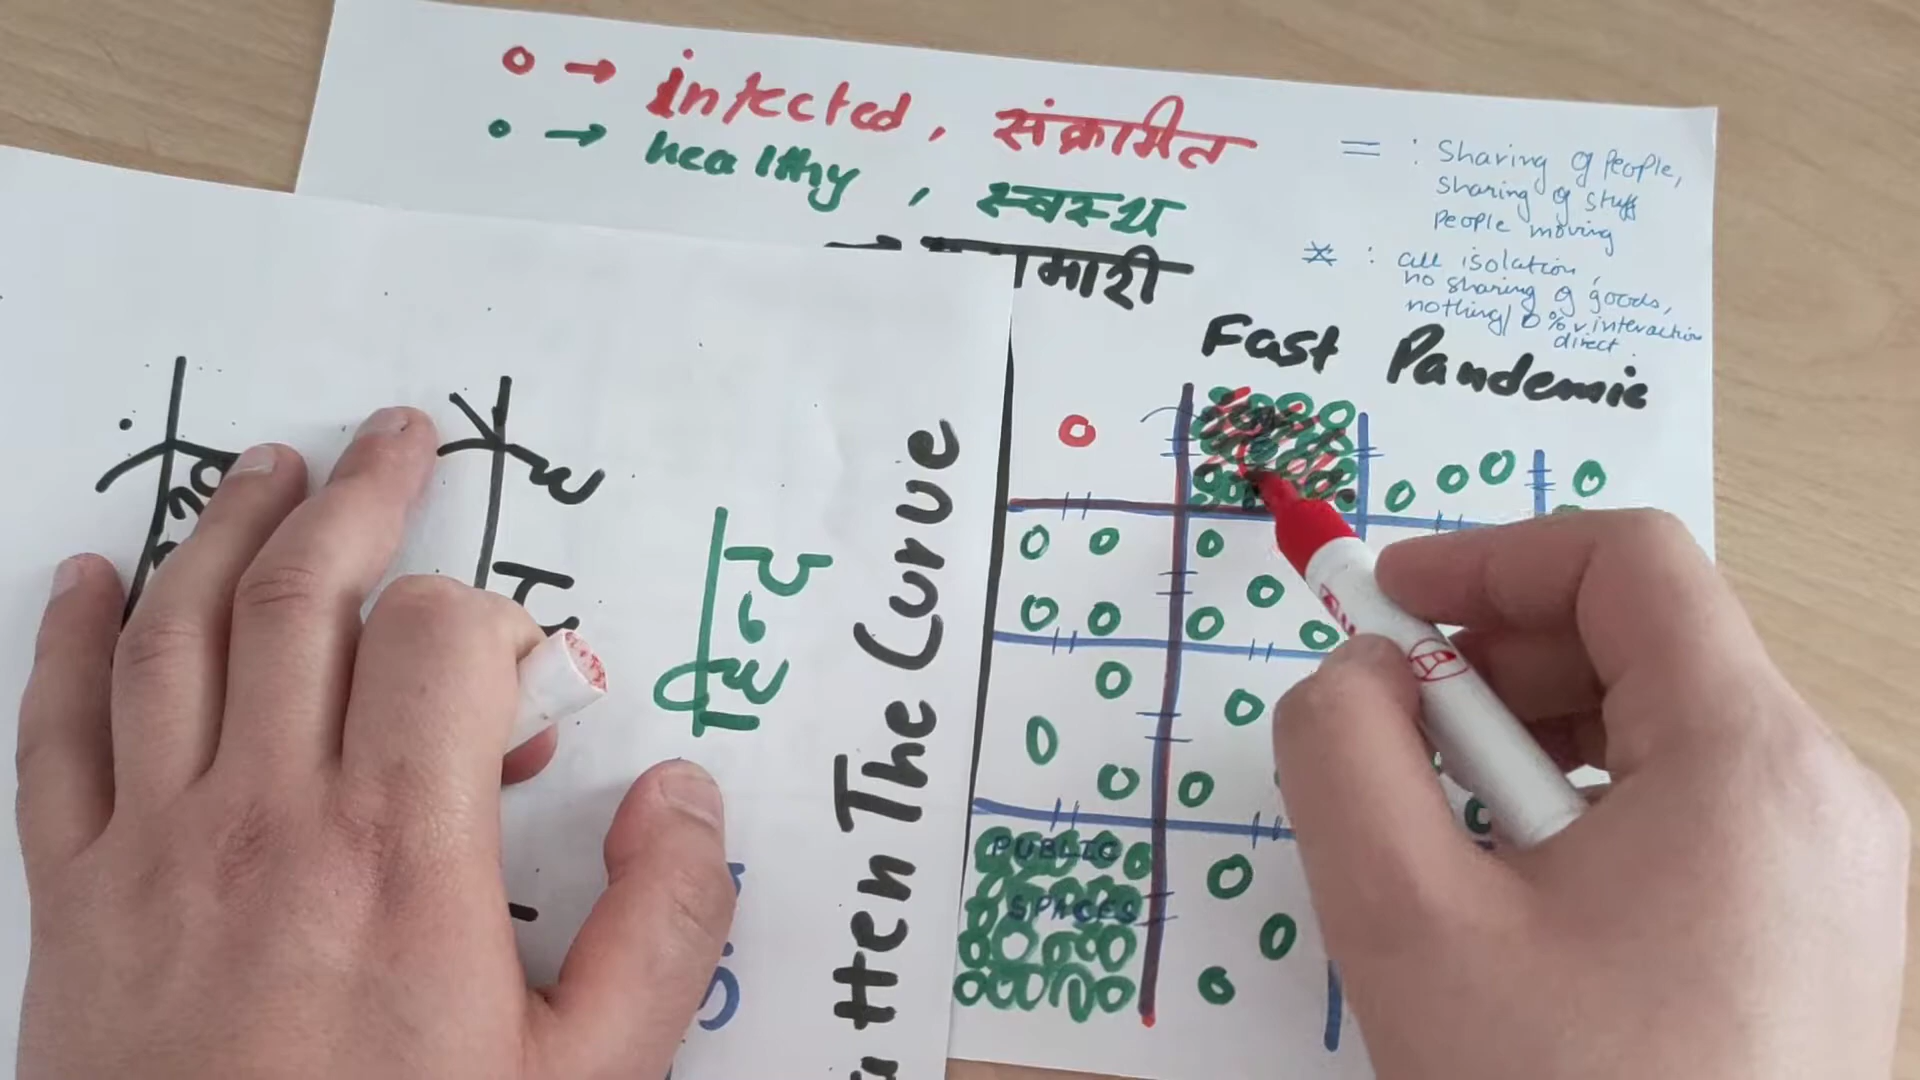 o → infected, संक्रामित
o → healthy, स्वस्थ
मारी
= : Sharing of People,
Sharing of stuff
People moving
* : all isolation,
no sharing of goods,
nothing/ 0% interaction
direct.
Fast Pandemic
PUBLIC
SPACES
tten The Curve